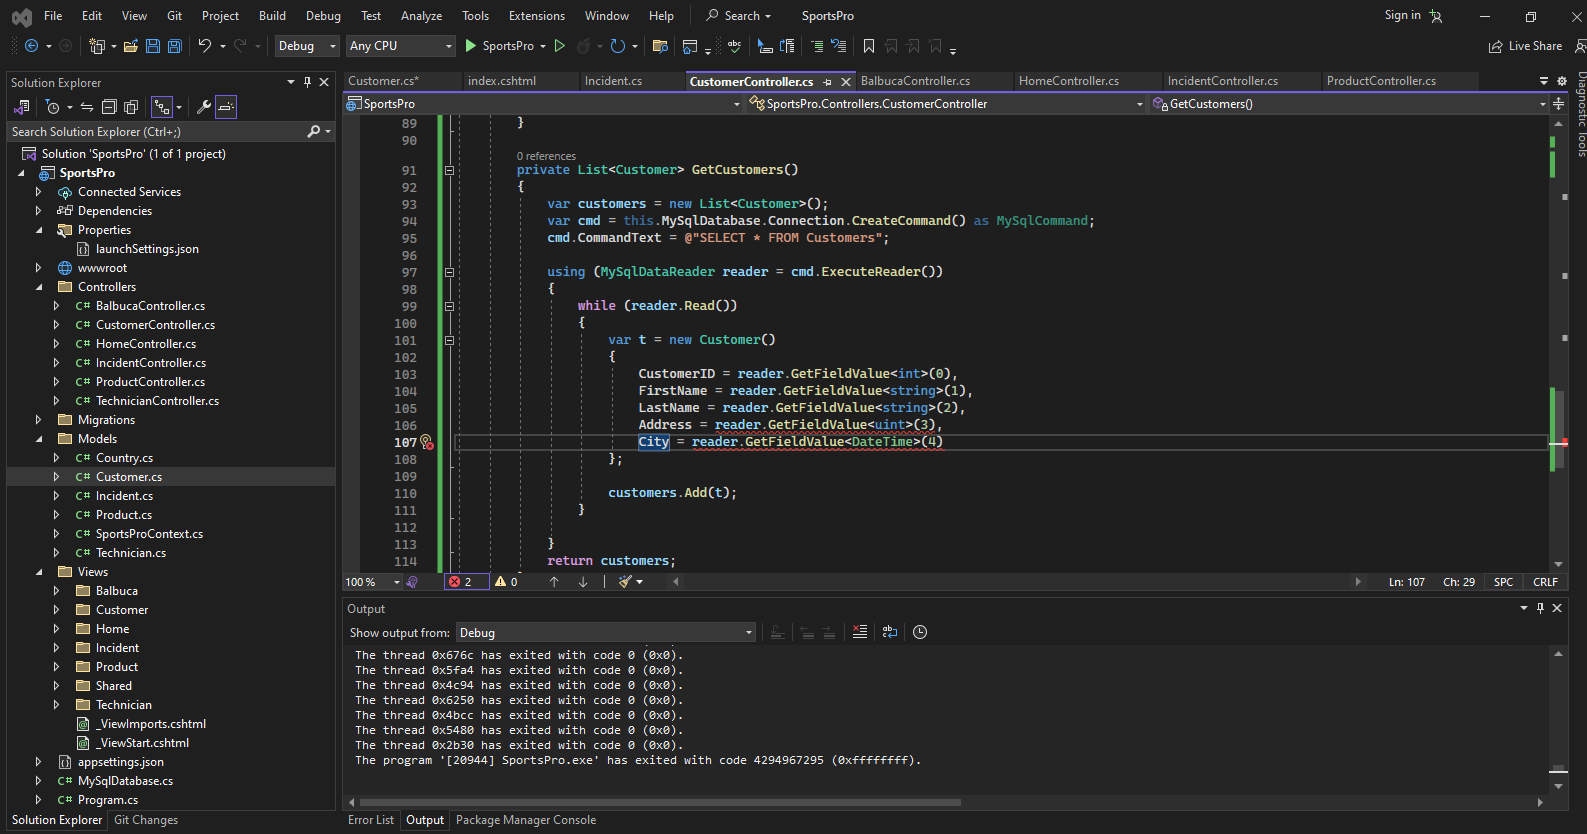 File Edit View Git Project Build Debug Test Analyze Tools Extensions Window Help Search SportsPro Sign in
Debug Any CPU SportsPro Live Share
Solution Explorer
Search Solution Explorer (Ctrl+;)
Solution 'SportsPro' (1 of 1 project)
SportsPro
Connected Services
Dependencies
Properties
launchSettings.json
wwwroot
Controllers
C# BalbucaController.cs
C# CustomerController.cs
C# HomeController.cs
C# IncidentController.cs
C# ProductController.cs
C# TechnicianController.cs
Migrations
Models
C# Country.cs
C# Customer.cs
C# Incident.cs
C# Product.cs
C# SportsProContext.cs
C# Technician.cs
Views
Balbuca
Customer
Home
Incident
Product
Shared
Technician
_ViewImports.cshtml
_ViewStart.cshtml
appsettings.json
C# MySqlDatabase.cs
C# Program.cs
Solution Explorer Git Changes
Customer.cs* index.cshtml Incident.cs CustomerController.cs BalbucaController.cs HomeController.cs IncidentController.cs ProductController.cs
SportsPro SportsPro.Controllers.CustomerController GetCustomers()
89 }
90
0 references
91 private List<Customer> GetCustomers()
92 {
93 var customers = new List<Customer>();
94 var cmd = this.MySqlDatabase.Connection.CreateCommand() as MySqlCommand;
95 cmd.CommandText = @"SELECT * FROM Customers";
96
97 using (MySqlDataReader reader = cmd.ExecuteReader())
98 {
99 while (reader.Read())
100 {
101 var t = new Customer()
102 {
103 CustomerID = reader.GetFieldValue<int>(0),
104 FirstName = reader.GetFieldValue<string>(1),
105 LastName = reader.GetFieldValue<string>(2),
106 Address = reader.GetFieldValue<uint>(3),
107 City = reader.GetFieldValue<DateTime>(4)
108 };
109
110 customers.Add(t);
111 }
112
113 }
114 return customers;
100 % 2 0 Ln: 107 Ch: 29 SPC CRLF
Output
Show output from: Debug
The thread 0x676c has exited with code 0 (0x0).
The thread 0x5fa4 has exited with code 0 (0x0).
The thread 0x4c94 has exited with code 0 (0x0).
The thread 0x6250 has exited with code 0 (0x0).
The thread 0x4bcc has exited with code 0 (0x0).
The thread 0x5480 has exited with code 0 (0x0).
The thread 0x2b30 has exited with code 0 (0x0).
The program '[20944] SportsPro.exe' has exited with code 4294967295 (0xffffffff).
Error List Output Package Manager Console
Diagnostic Tools